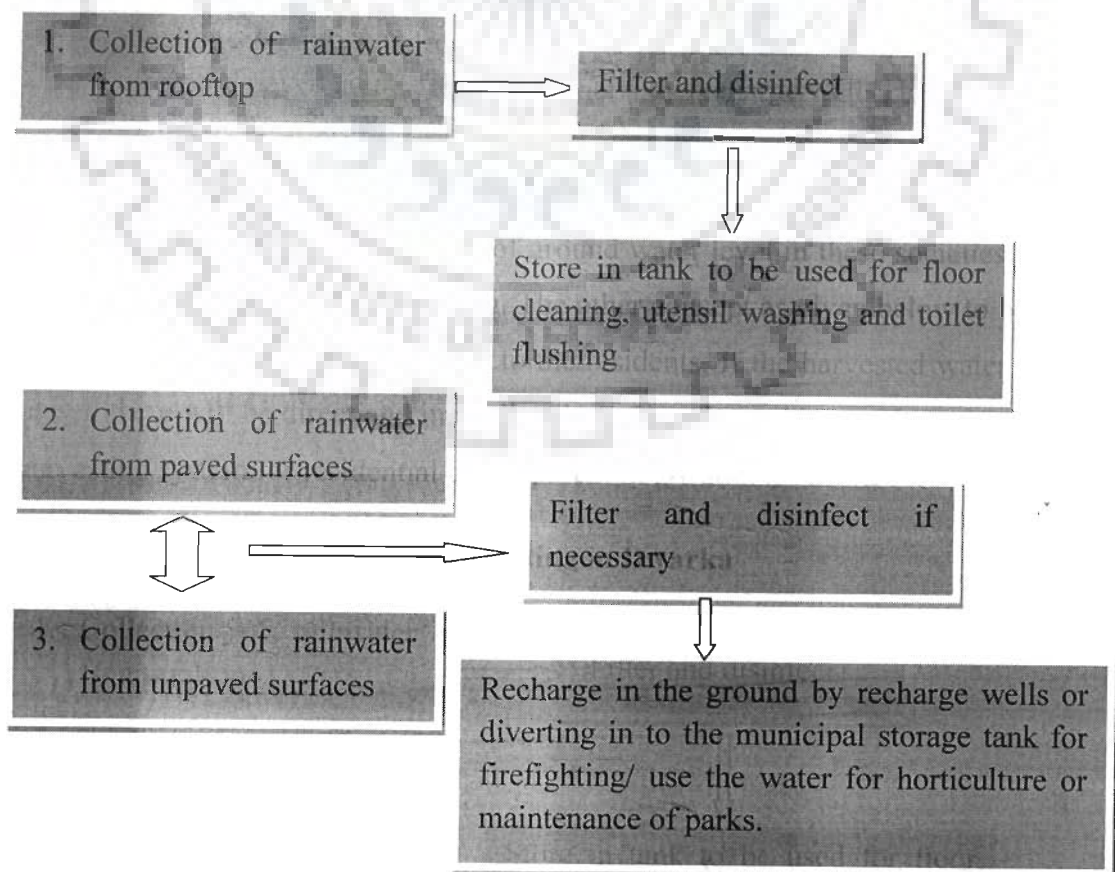 1. Collection of rainwater
from rooftop
Filter and disinfect
Store in tank to be used for floor
cleaning, utensil washing and toilet
flushing
2. Collection of rainwater
from paved surfaces
Filter and disinfect if
necessary
3. Collection of rainwater
from unpaved surfaces
Recharge in the ground by recharge wells or
diverting in to the municipal storage tank for
firefighting/ use the water for horticulture or
maintenance of parks.
INSTITUTE OF